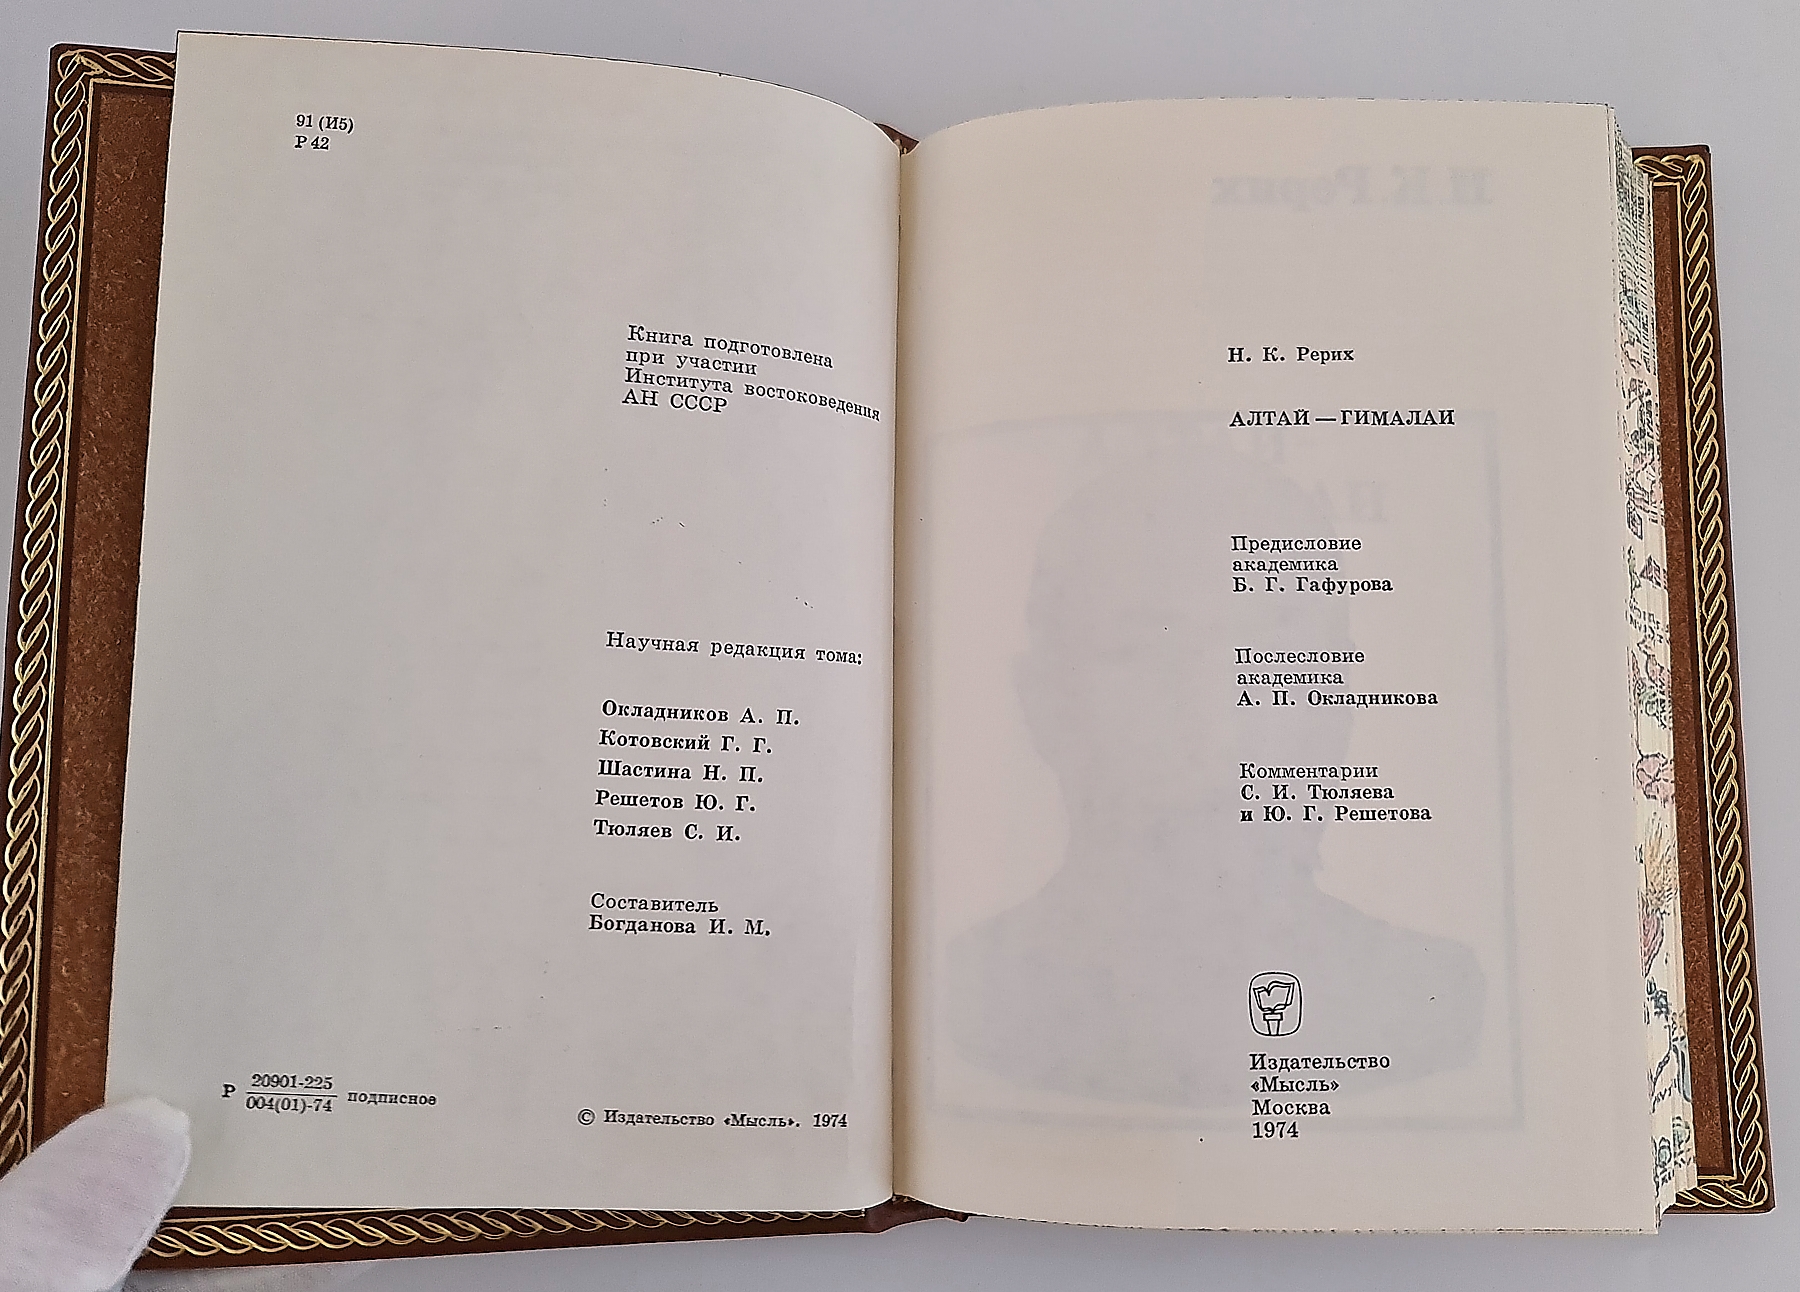 91 (И5)
Р 42
Книга подготовлена
при участии
Института востоковедения
АН СССР
Научная редакция тома:
Окладников А. П.
Котовский Г. Г.
Шастина Н. П.
Решетов Ю. Г.
Тюляев С. И.
Составитель
Богданова И. М.
Р 20901-225
004(01)-74 подписное
© Издательство «Мысль». 1974
Н. К. Рерих
АЛТАЙ — ГИМАЛАИ
Предисловие
академика
Б. Г. Гафурова
Послесловие
академика
А. П. Окладникова
Комментарии
С. И. Тюляева
и Ю. Г. Решетова
Издательство
«Мысль»
Москва
1974